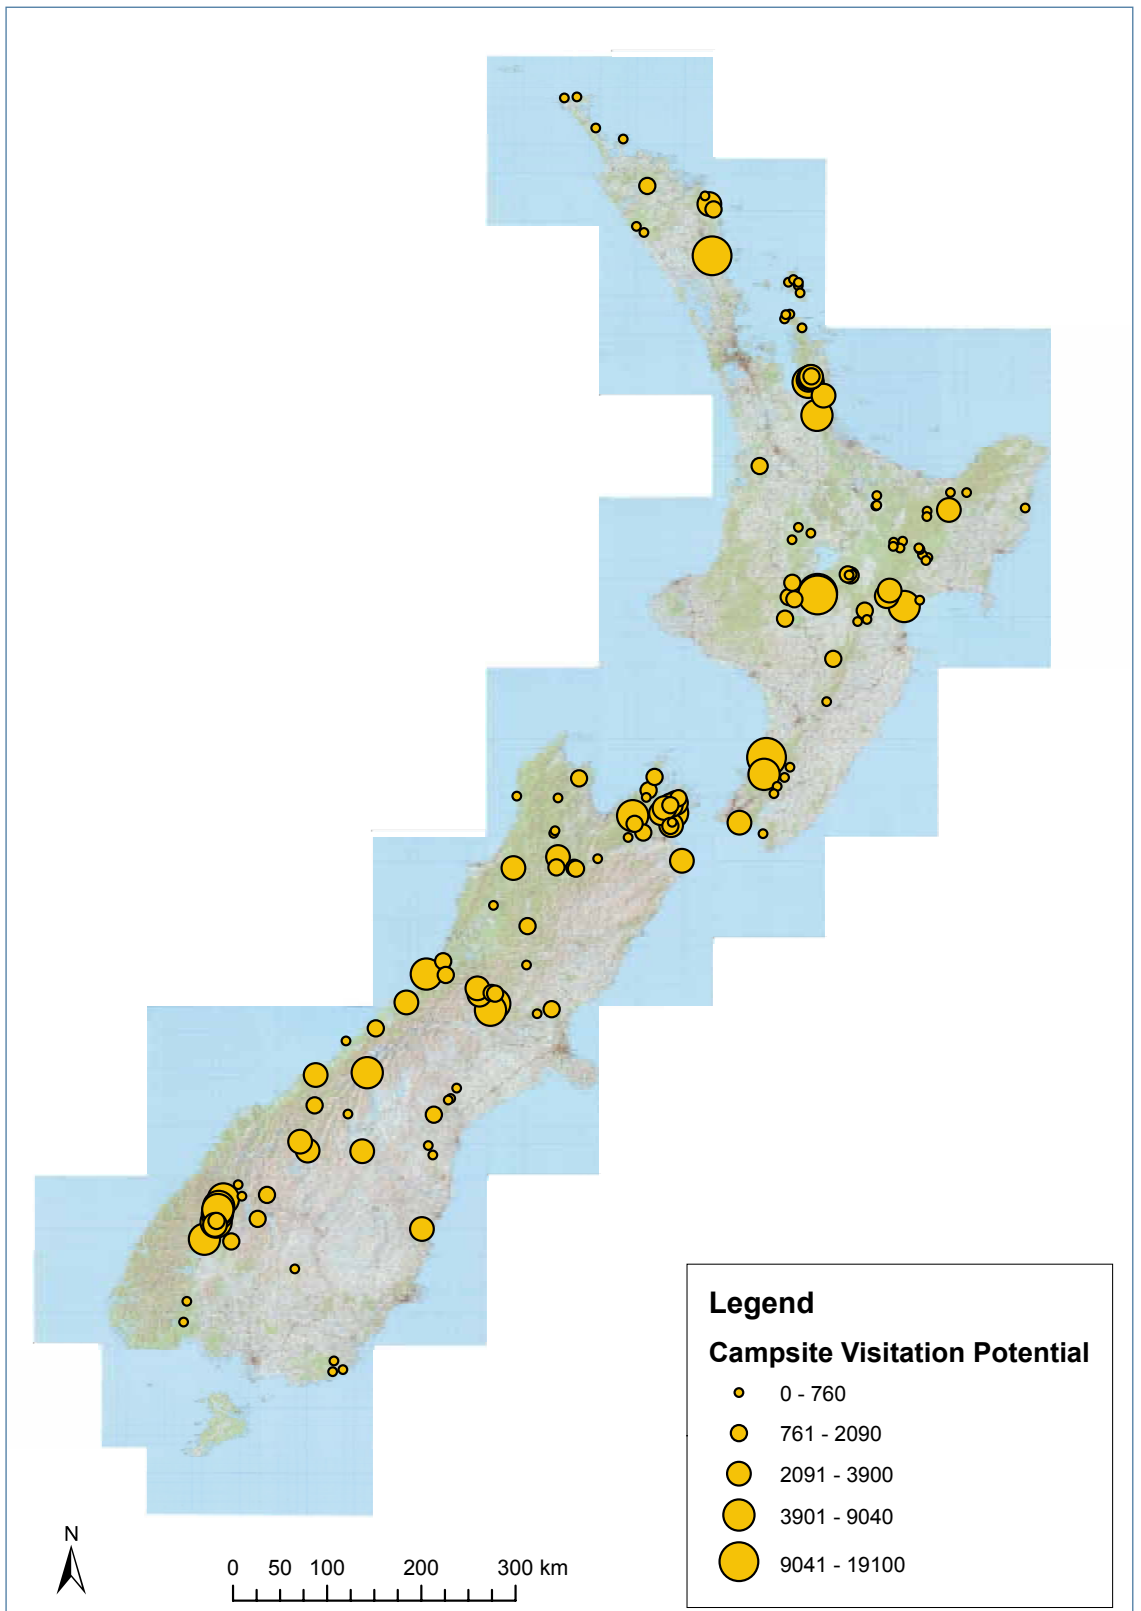 Legend
Campsite Visitation Potential
0 - 760
761 - 2090
2091 - 3900
3901 - 9040
9041 - 19100
N
0 50 100 200 300 km